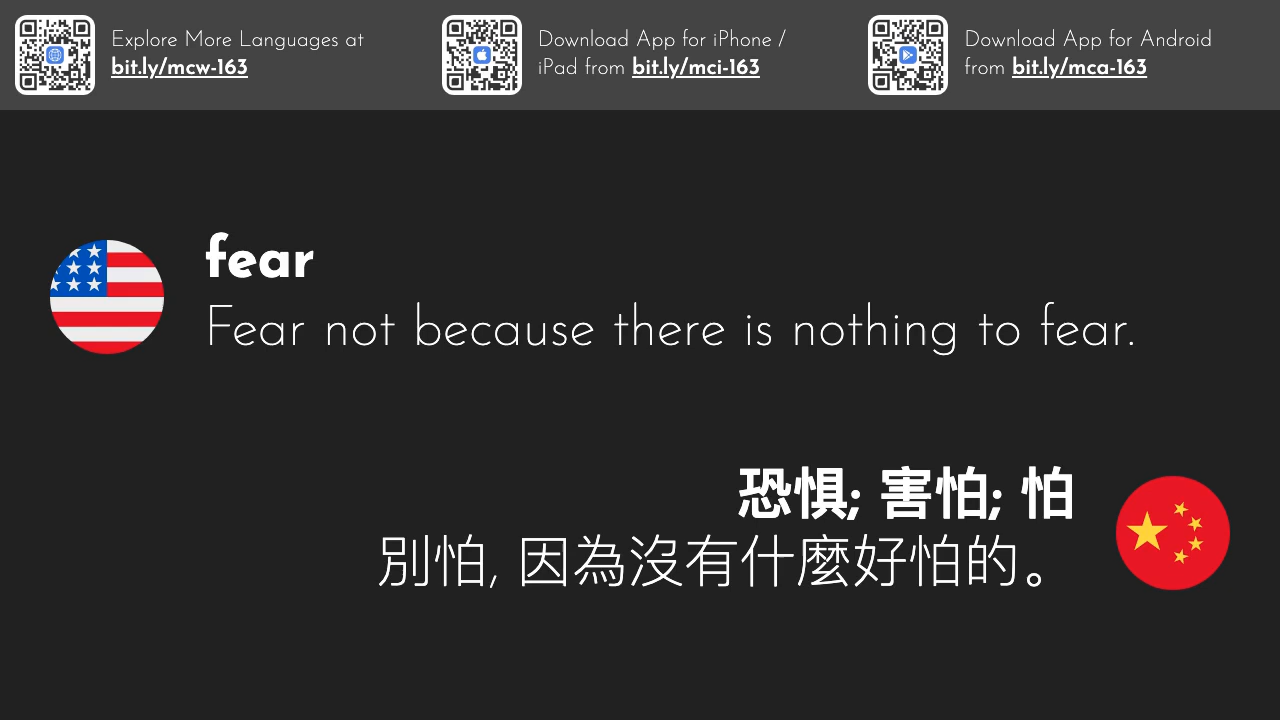 Explore More Languages at
bit.ly/mcw-163
Download App for iPhone /
iPad from bit.ly/mci-163
Download App for Android
from bit.ly/mca-163
fear
Fear not because there is nothing to fear.
恐惧; 害怕; 怕
別怕, 因為沒有什麼好怕的。